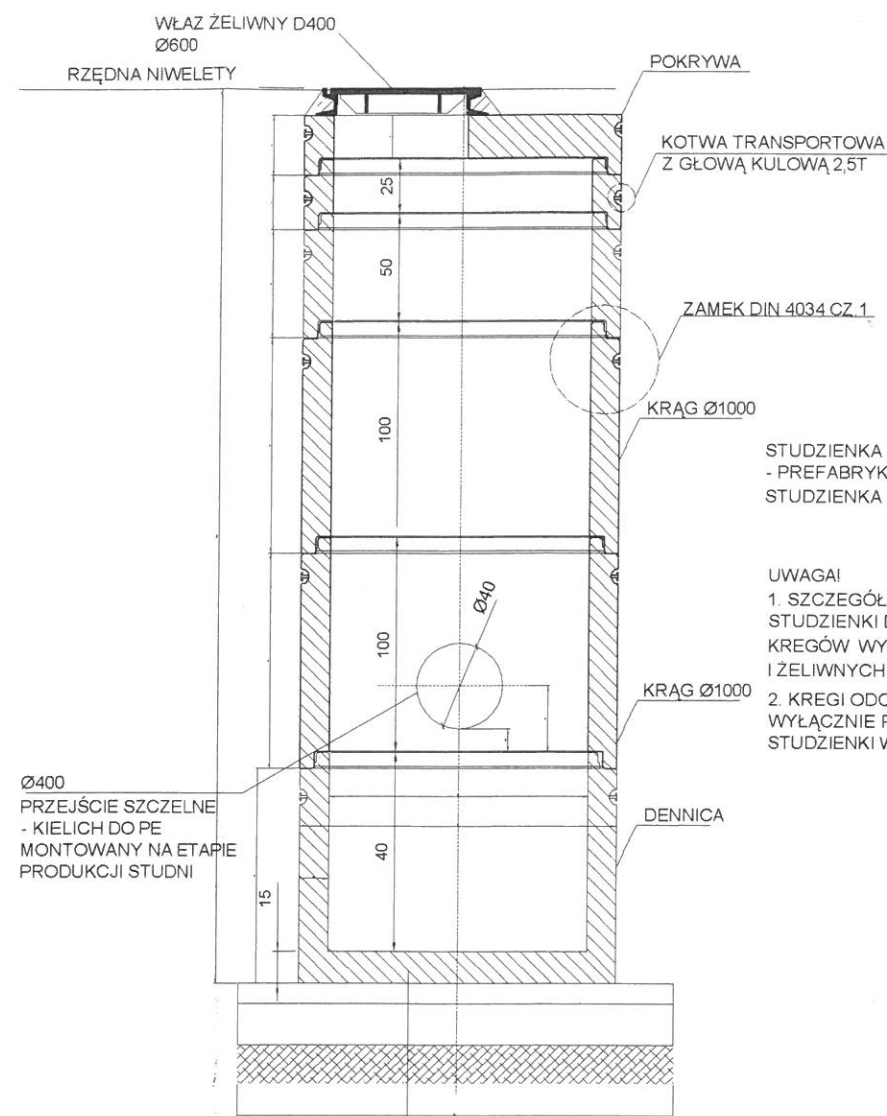 WŁAZ ŻELIWNY D400
Ø600
RZĘDNA NIWELETY
POKRYWA
KOTWA TRANSPORTOWA
Z GŁOWĄ KULOWĄ 2,5T
25
50
ZAMEK DIN 4034 CZ.1
100
KRĄG Ø1000
STUDZIENKA
- PREFABRYK
STUDZIENKA
UWAGA!
1. SZCZEGÓŁ
STUDZIENKI D
KREGÓW WY
I ŻELIWNYCH
2. KREGI ODC
WYŁĄCZNIE P
STUDZIENKI W
Ø40
100
KRĄG Ø1000
Ø400
PRZEJŚCIE SZCZELNE
- KIELICH DO PE
MONTOWANY NA ETAPIE
PRODUKCJI STUDNI
DENNICA
40
15